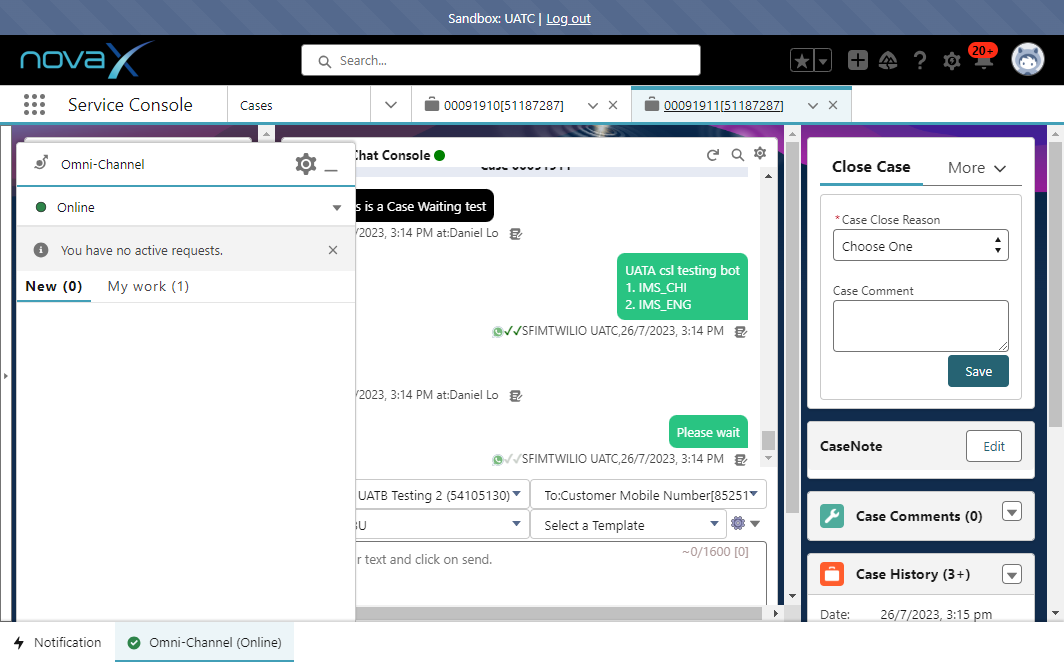 Sandbox: UATC | Log out
novaX
Search...
20+
Service Console
Cases
00091910[51187287]
00091911[51187287]
Omni-Channel
Online
You have no active requests.
New (0)
My work (1)
Chat Console
Case 00091911
s is a Case Waiting test
/2023, 3:14 PM at:Daniel Lo
UATA csl testing bot
1. IMS_CHI
2. IMS_ENG
SFIMTWILIO UATC,26/7/2023, 3:14 PM
/2023, 3:14 PM at:Daniel Lo
Please wait
SFIMTWILIO UATC,26/7/2023, 3:14 PM
UATB Testing 2 (54105130)
To:Customer Mobile Number[85251
BU
Select a Template
r text and click on send.
~0/1600 [0]
Close Case
More
*Case Close Reason
Choose One
Case Comment
Save
CaseNote
Edit
Case Comments (0)
Case History (3+)
Date:
26/7/2023, 3:15 pm
Notification
Omni-Channel (Online)